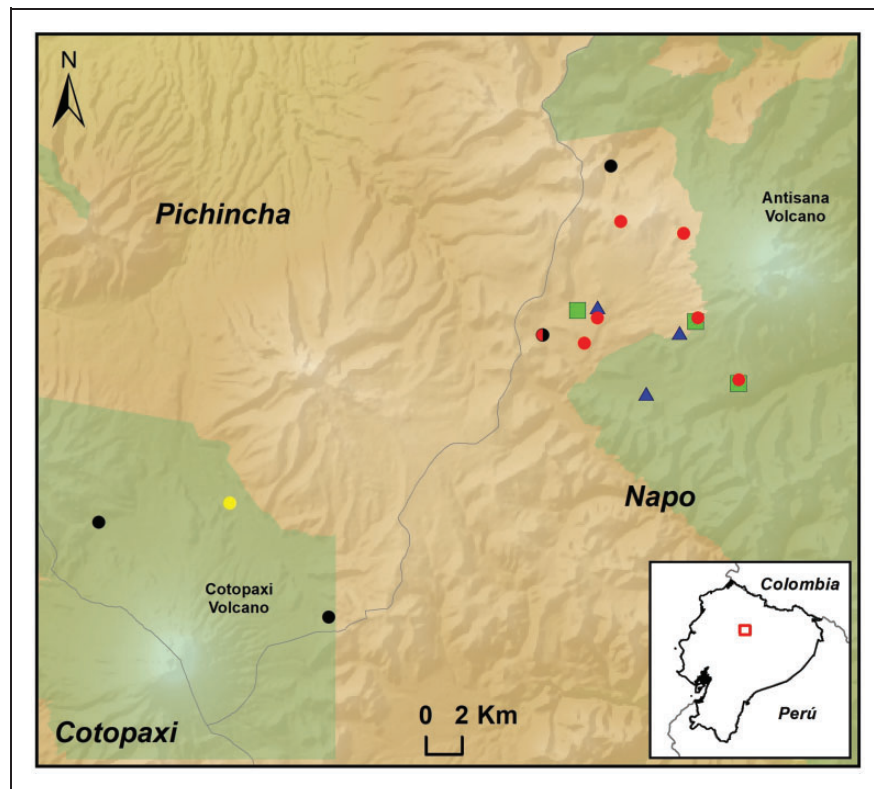 N
Pichincha
Antisana
Volcano
Napo
Cotopaxi
Volcano
Cotopaxi
0 2 Km
Colombia
Perú